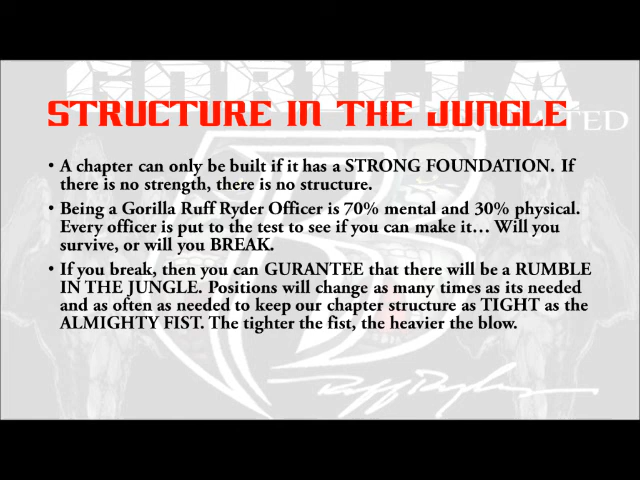 GORILLA
UNLIMITED
STRUCTURE IN THE JUNGLE
• A chapter can only be built if it has a STRONG FOUNDATION. If
there is no strength, there is no structure.
• Being a Gorilla Ruff Ryder Officer is 70% mental and 30% physical.
Every officer is put to the test to see if you can make it… Will you
survive, or will you BREAK.
• If you break, then you can GURANTEE that there will be a RUMBLE
IN THE JUNGLE. Positions will change as many times as its needed
and as often as needed to keep our chapter structure as TIGHT as the
ALMIGHTY FIST. The tighter the fist, the heavier the blow.
Ruff Ryders